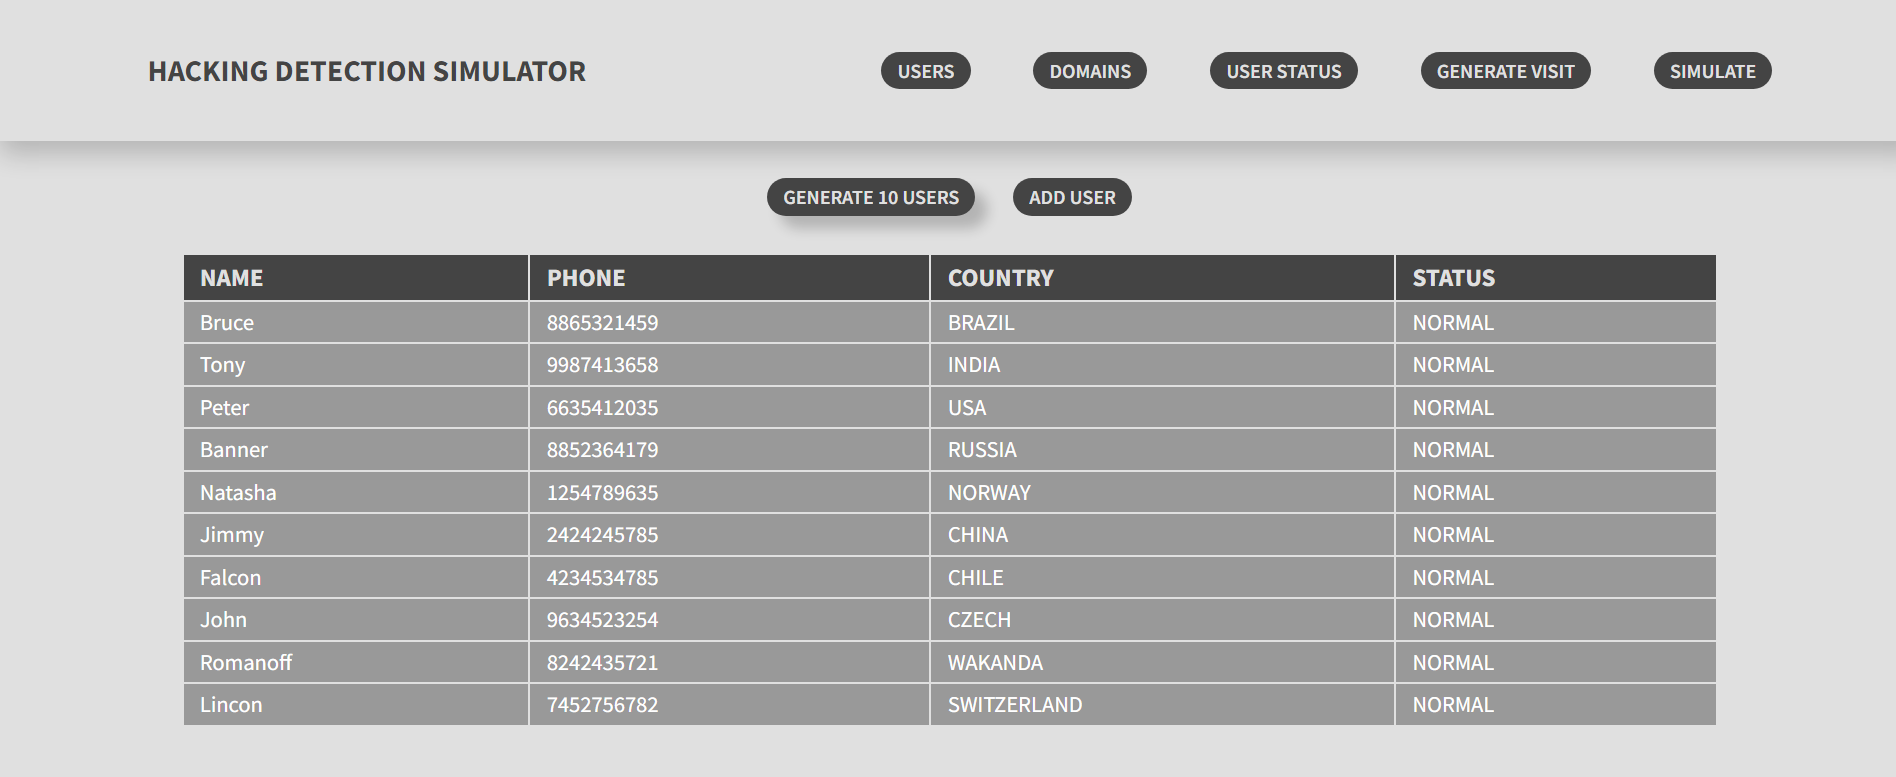 HACKING DETECTION SIMULATOR USERS DOMAINS USER STATUS GENERATE VISIT SIMULATE
GENERATE 10 USERS ADD USER
NAME PHONE COUNTRY STATUS
Bruce 8865321459 BRAZIL NORMAL
Tony 9987413658 INDIA NORMAL
Peter 6635412035 USA NORMAL
Banner 8852364179 RUSSIA NORMAL
Natasha 1254789635 NORWAY NORMAL
Jimmy 2424245785 CHINA NORMAL
Falcon 4234534785 CHILE NORMAL
John 9634523254 CZECH NORMAL
Romanoff 8242435721 WAKANDA NORMAL
Lincon 7452756782 SWITZERLAND NORMAL